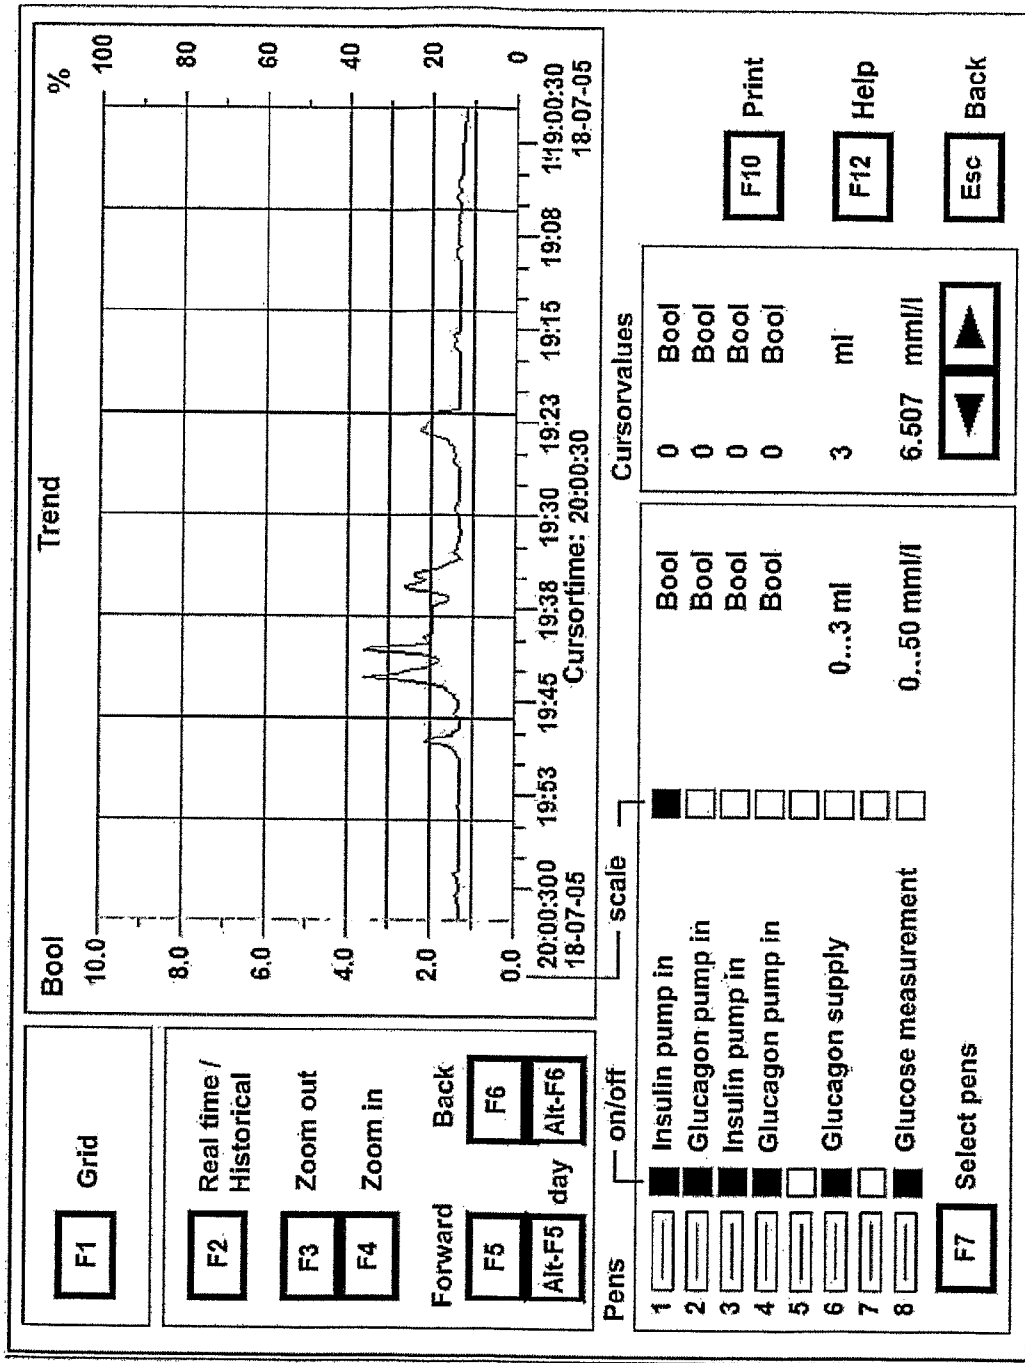 Trend
Bool
%
10.0
8.0
6.0
4.0
2.0
0.0
100
80
60
40
20
0
20:00:300
18-07-05
19:53
19:45
19:38
19:30
19:23
19:15
19:08
1!19:00:30
18-07-05
Cursortime: 20:00:30
F1 Grid
F2 Real time /
Historical
F3 Zoom out
F4 Zoom in
Forward Back
F5 F6
Alt-F5 day Alt-F6
Pens on/off scale
1 Insulin pump in Bool
2 Glucagon pump in Bool
3 Insulin pump in Bool
4 Glucagon pump in Bool
5
6 Glucagon supply 0...3 ml
7
8 Glucose measurement 0...50 mml/l
F7 Select pens
Cursorvalues
0 Bool
0 Bool
0 Bool
0 Bool
3 ml
6.507 mml/l
F10 Print
F12 Help
Esc Back